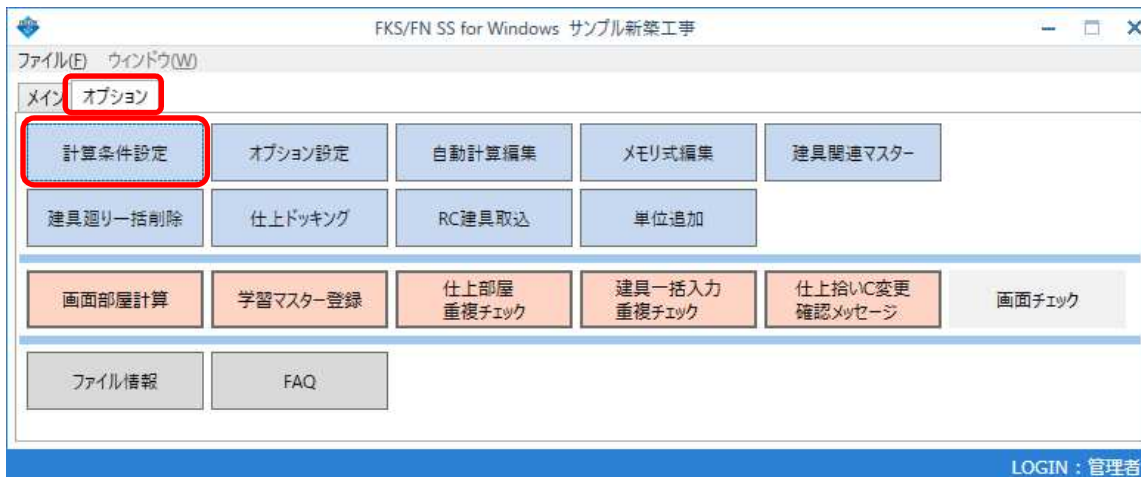 FKS/FN SS for Windows サンプル新築工事
ファイル(F) ウィンドウ(W)
メイン オプション
計算条件設定 オプション設定 自動計算編集 メモリ式編集 建具関連マスター
建具廻り一括削除 仕上ドッキング RC建具取込 単位追加
画面部屋計算 学習マスター登録 仕上部屋 建具一括入力 仕上拾いC変更 画面チェック
重複チェック 重複チェック 確認メッセージ
ファイル情報 FAQ
LOGIN:管理者